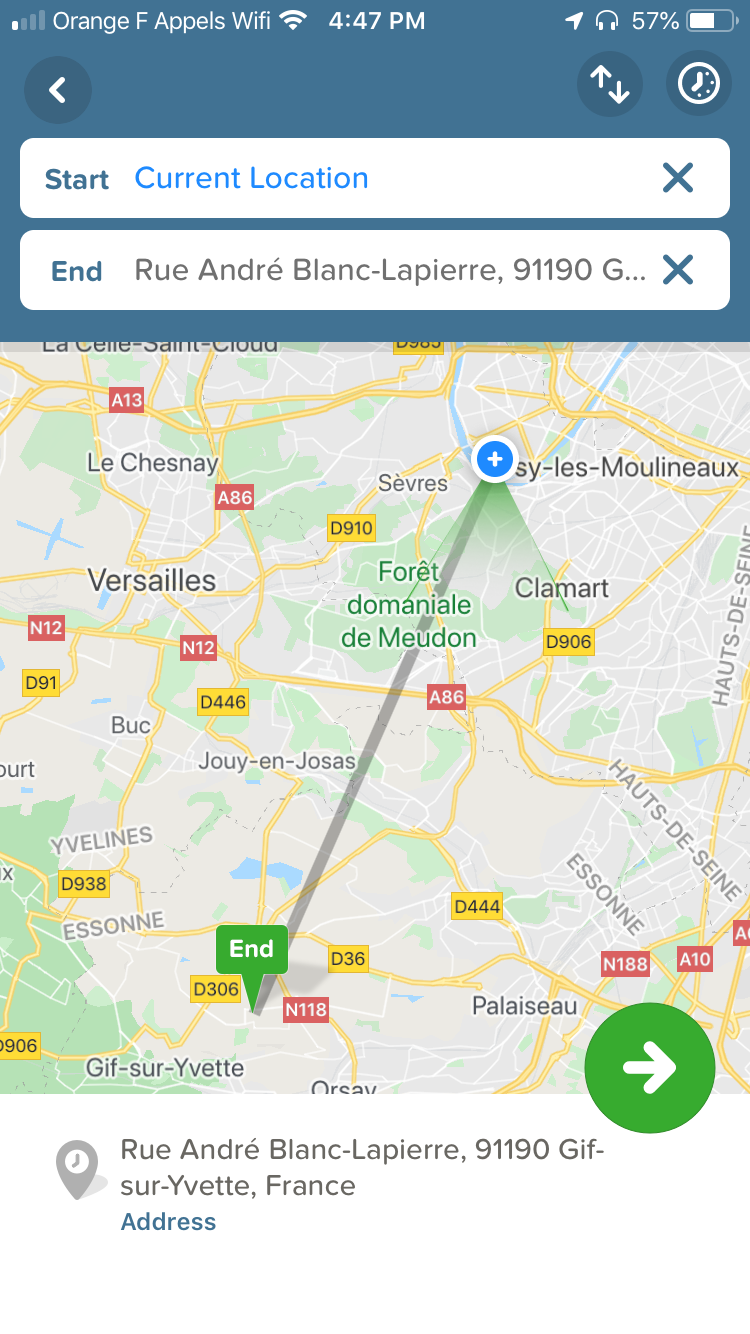 Orange F Appels Wifi 4:47 PM 57%
Start Current Location
End Rue André Blanc-Lapierre, 91190 G...
La Celle-Saint-Cloud D985
A13
Le Chesnay
sy-les-Moulineaux
Sèvres
A86
D910
Forêt
domaniale
de Meudon
Versailles
Clamart
HAUTS-DE-SEINE
N12
D906
N12
D91
D446
A86
Buc
Jouy-en-Josas
ourt
HAUTS-DE-SEINE
YVELINES
ESSONNE
D938
D444
ESSONNE
End
D36
N188
A10
D306
N118
Palaiseau
D906
Gif-sur-Yvette
Orsay
Rue André Blanc-Lapierre, 91190 Gif-
sur-Yvette, France
Address